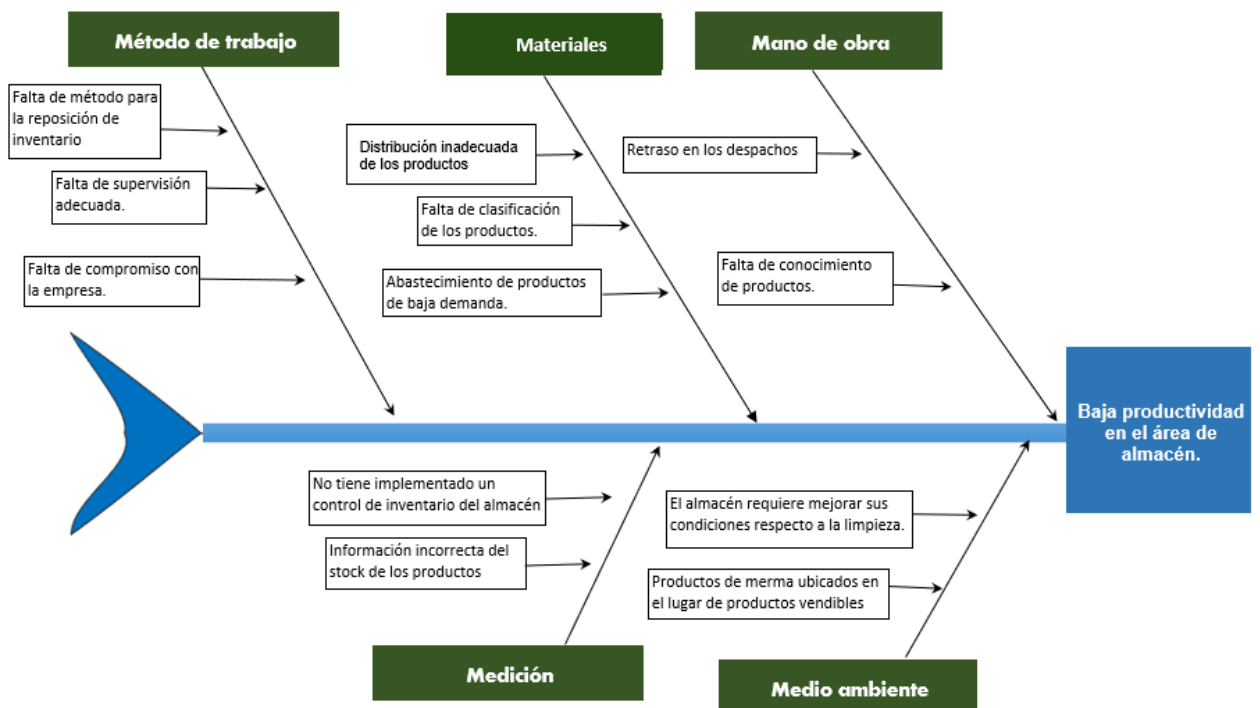 Método de trabajo
Materiales
Mano de obra
Falta de método para
la reposición de
inventario
Falta de supervisión
adecuada.
Falta de compromiso con
la empresa.
Distribución inadecuada
de los productos
Falta de clasificación
de los productos.
Abastecimiento de productos
de baja demanda.
Retraso en los despachos
Falta de conocimiento
de productos.
Baja productividad
en el área de
almacén.
No tiene implementado un
control de inventario del almacén
Información incorrecta del
stock de los productos
El almacén requiere mejorar sus
condiciones respecto a la limpieza.
Productos de merma ubicados en
el lugar de productos vendibles
Medición
Medio ambiente